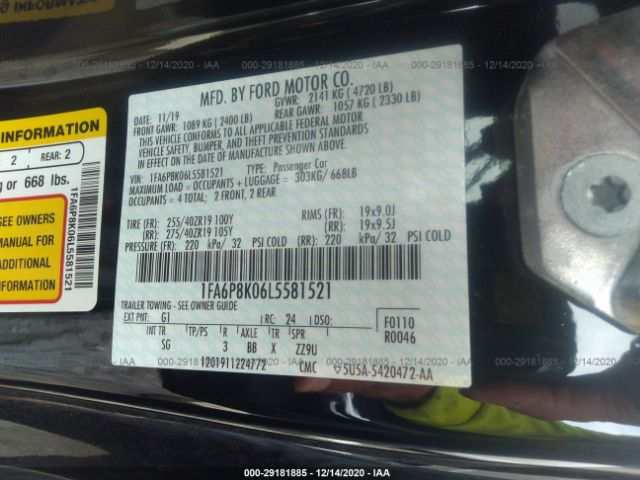 000-29181885 - 12/14/2020 - IAA
MFD. BY FORD MOTOR CO.
DATE: 11/19 GVWR: 2141 KG ( 4720 LB)
FRONT GAWR: 1089 KG ( 2400 LB) REAR GAWR: 1057 KG ( 2330 LB)
THIS VEHICLE CONFORMS TO ALL APPLICABLE FEDERAL MOTOR
VEHICLE SAFETY, BUMPER, AND THEFT PREVENTION STANDARDS
IN EFFECT ON THE DATE OF MANUFACTURE SHOWN ABOVE.
VIN: 1FA6P8K06L5581521 TYPE: Passenger Car
MAXIMUM LOAD = OCCUPANTS + LUGGAGE = 303KG/ 668LB
OCCUPANTS = 4 TOTAL; 2 FRONT, 2 REAR
TIRE (FR): 255/40ZR19 100Y RIMS (FR): 19x9.0J
(RR): 275/40ZR19 105Y (RR): 19x9.5J
PRESSURE (FR): 220 kPa/ 32 PSI COLD (RR): 220 kPa/ 32 PSI COLD
1FA6P8K06L5581521
TRAILER TOWING - SEE OWNER GUIDE
EXT PNT: G1 RC: 24 DSO: F0110
INT TR TP/PS R AXLE TR SPR R0046
SG 3 BB X ZZ9U
1201911224772 CMC 5U5A-5420472-AA
INFORMATION
: 2 REAR: 2
g or 668 lbs.
SEE OWNERS
MANUAL FOR
ADDITIONAL
INFORMATION
1FA6P8K06L5581521
000-29181885 - 12/14/2020 - IAA